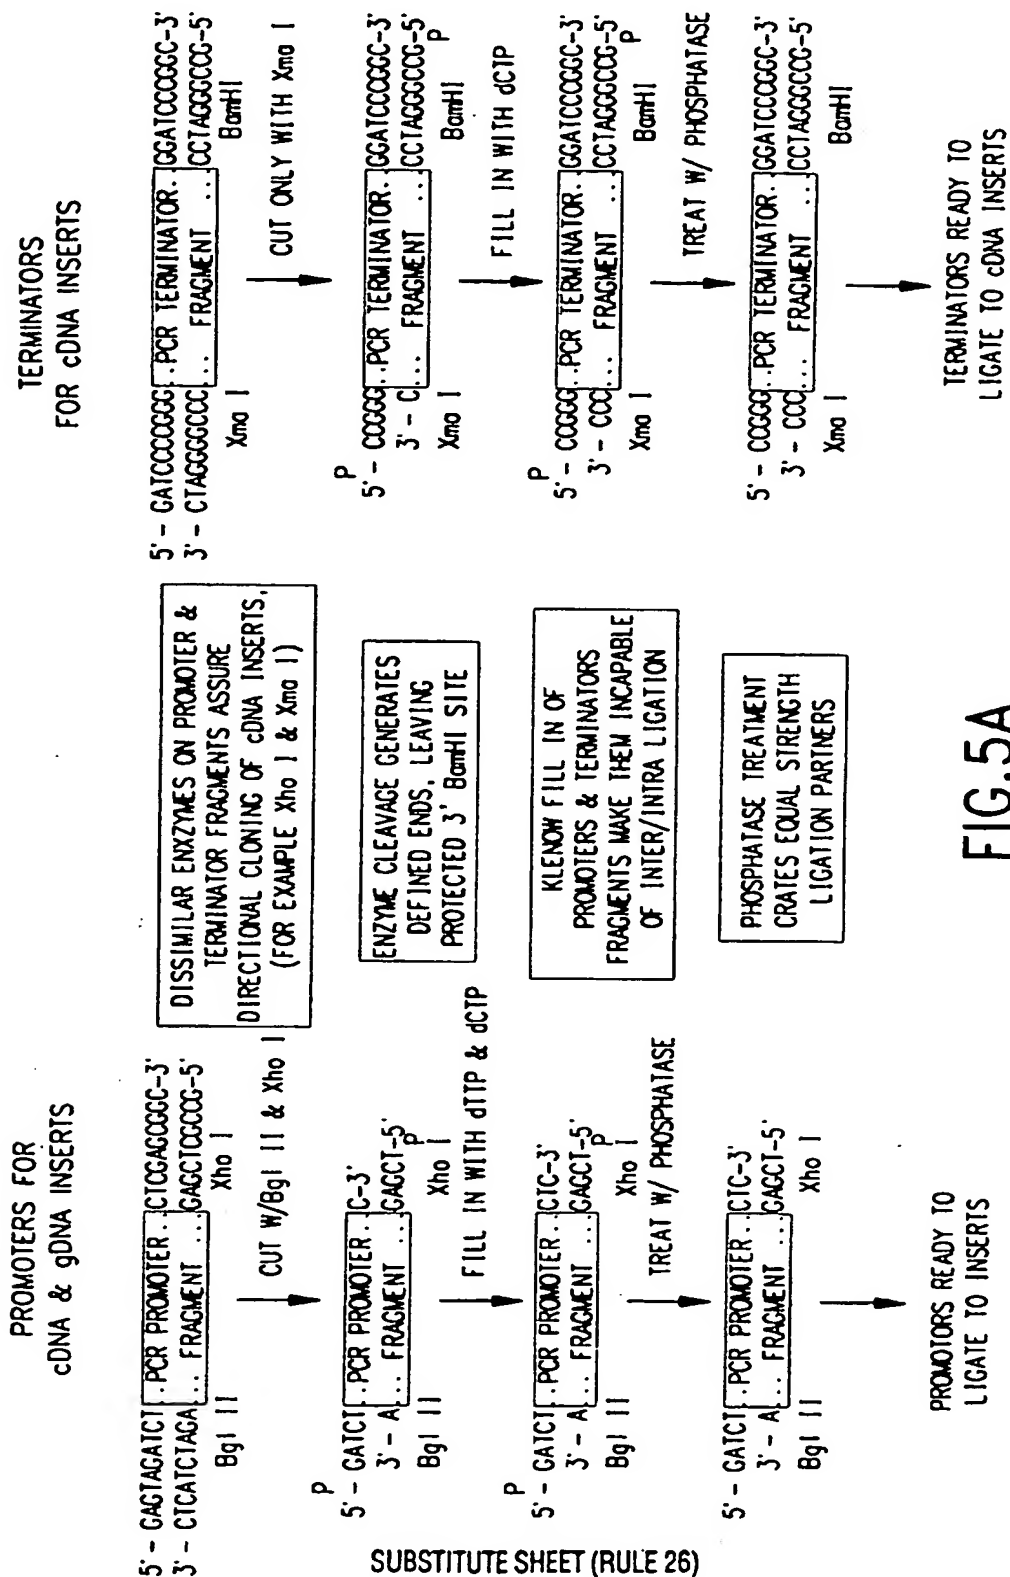 PROMOTERS FOR
cDNA & gDNA INSERTS
5'- GAGTAGATCT..PCR PROMOTER..CTCGAGCGGC-3'
3'- CTCATCTAGA... FRAGMENT ...GAGCTCGCCG-5'
Bgl II
Xho I
CUT W/Bgl II & Xho I
P
5'- GATCT..PCR PROMOTER..C-3'
3'- A... FRAGMENT ...GAGCT-5'
P
Bgl II
Xho I
FILL IN WITH dTTP & dCTP
P
5'- GATCT..PCR PROMOTER..CTC-3'
3'- A... FRAGMENT ...GAGCT-5'
P
Bgl II
Xho I
TREAT W/ PHOSPHATASE
5'- GATCT..PCR PROMOTER..CTC-3'
3'- A... FRAGMENT ...GAGCT-5'
Bgl II
Xho I
PROMOTORS READY TO
LIGATE TO INSERTS
DISSIMILAR ENXZYMES ON PROMOTER &
TERMINATOR FRAGMENTS ASSURE
DIRECTIONAL CLONING OF cDNA INSERTS,
(FOR EXAMPLE Xho I & Xma I)
ENZYME CLEAVAGE GENERATES
DEFINED ENDS, LEAVING
PROTECTED 3' BamHI SITE
KLENOW FILL IN OF
PROMOTERS & TERMINATORS
FRAGMENTS MAKE THEM INCAPABLE
OF INTER/INTRA LIGATION
PHOSPHATASE TREATMENT
CRATES EQUAL STRENGTH
LIGATION PARTNERS
TERMINATORS
FOR cDNA INSERTS
5'- GATCCCCGGG..PCR TERMINATOR..GGATCCCGGC-3'
3'- CTAGGGGCCC... FRAGMENT ...CCTAGGGCCG-5'
Xma I
BamHI
CUT ONLY WITH Xma I
P
5'- CCGGG..PCR TERMINATOR..GGATCCCGGC-3'
3'- C... FRAGMENT ...CCTAGGGCCG-5'
P
Xma I
BamHI
FILL IN WITH dCTP
P
5'- CCGGG..PCR TERMINATOR..GGATCCCGGC-3'
3'- CCC... FRAGMENT ...CCTAGGGCCG-5'
P
Xma I
BamHI
TREAT W/ PHOSPHATASE
5'- CCGGG..PCR TERMINATOR..GGATCCCGGC-3'
3'- CCC... FRAGMENT ...CCTAGGGCCG-5'
Xma I
BamHI
TERMINATORS READY TO
LIGATE TO cDNA INSERTS
FIG.5A
SUBSTITUTE SHEET (RULE 26)